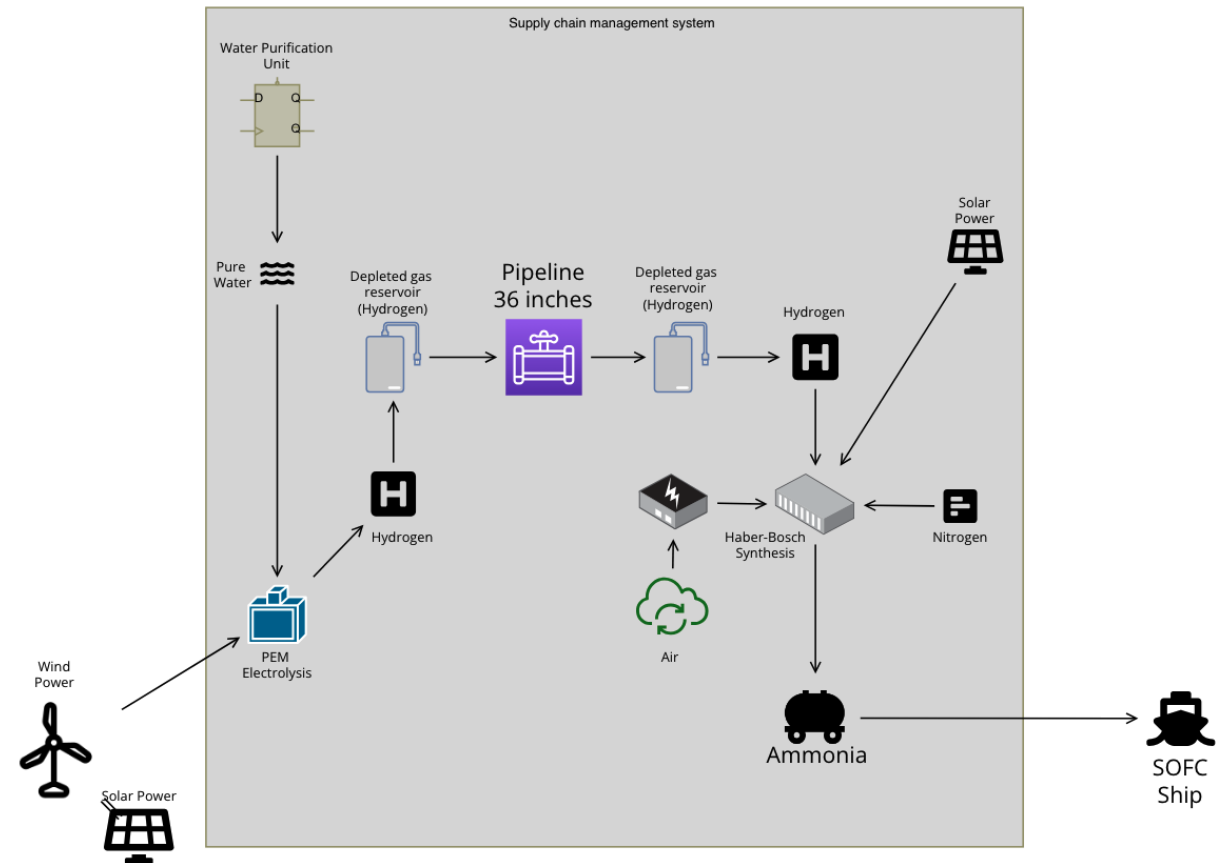 Supply chain management system
Water Purification
Unit
D
Q
Q
Pure
Water
Depleted gas
reservoir
(Hydrogen)
Pipeline
36 inches
Depleted gas
reservoir
(Hydrogen)
Hydrogen
H
Solar
Power
H
Hydrogen
Haber-Bosch
Synthesis
Nitrogen
Air
PEM
Electrolysis
Wind
Power
Solar Power
Ammonia
SOFC
Ship